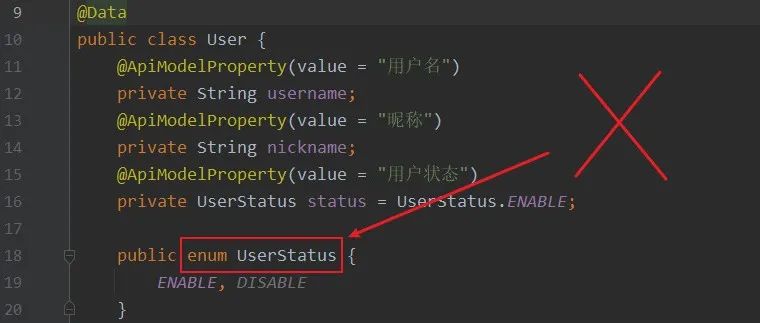 9 @Data
10 public class User {
11 @ApiModelProperty(value = "用户名")
12 private String username;
13 @ApiModelProperty(value = "昵称")
14 private String nickname;
15 @ApiModelProperty(value = "用户状态")
16 private UserStatus status = UserStatus.ENABLE;
17
18 public enum UserStatus {
19 ENABLE, DISABLE
20 }